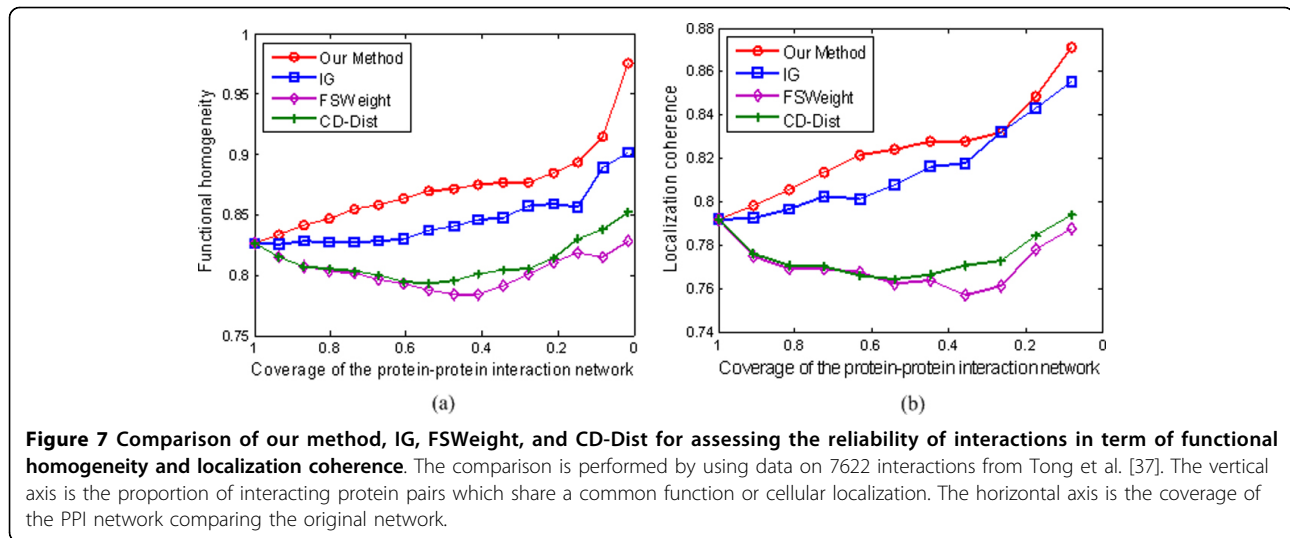 1
0.95
0.9
0.85
0.8
0.75
Functional homogeneity
Our Method
IG
FSWeight
CD-Dist
1 0.8 0.6 0.4 0.2 0
Coverage of the protein-protein interaction network
(a)
0.88
0.86
0.84
0.82
0.8
0.78
0.76
0.74
Localization coherence
Our Method
IG
FSWeight
CD-Dist
1 0.8 0.6 0.4 0.2 0
Coverage of the protein-protein interaction network
(b)
Figure 7 Comparison of our method, IG, FSWeight, and CD-Dist for assessing the reliability of interactions in term of functional
homogeneity and localization coherence. The comparison is performed by using data on 7622 interactions from Tong et al. [37]. The vertical
axis is the proportion of interacting protein pairs which share a common function or cellular localization. The horizontal axis is the coverage of
the PPI network comparing the original network.